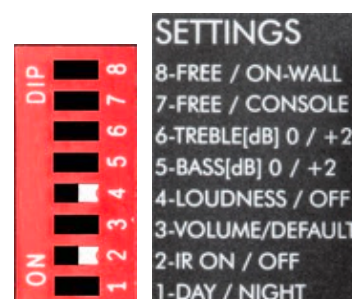 DIP
8
7
6
5
4
3
2
1
ON
SETTINGS
8-FREE / ON-WALL
7-FREE / CONSOLE
6-TREBLE[dB] 0 / +2
5-BASS[dB] 0 / +2
4-LOUDNESS / OFF
3-VOLUME/DEFAULT
2-IR ON / OFF
1-DAY / NIGHT